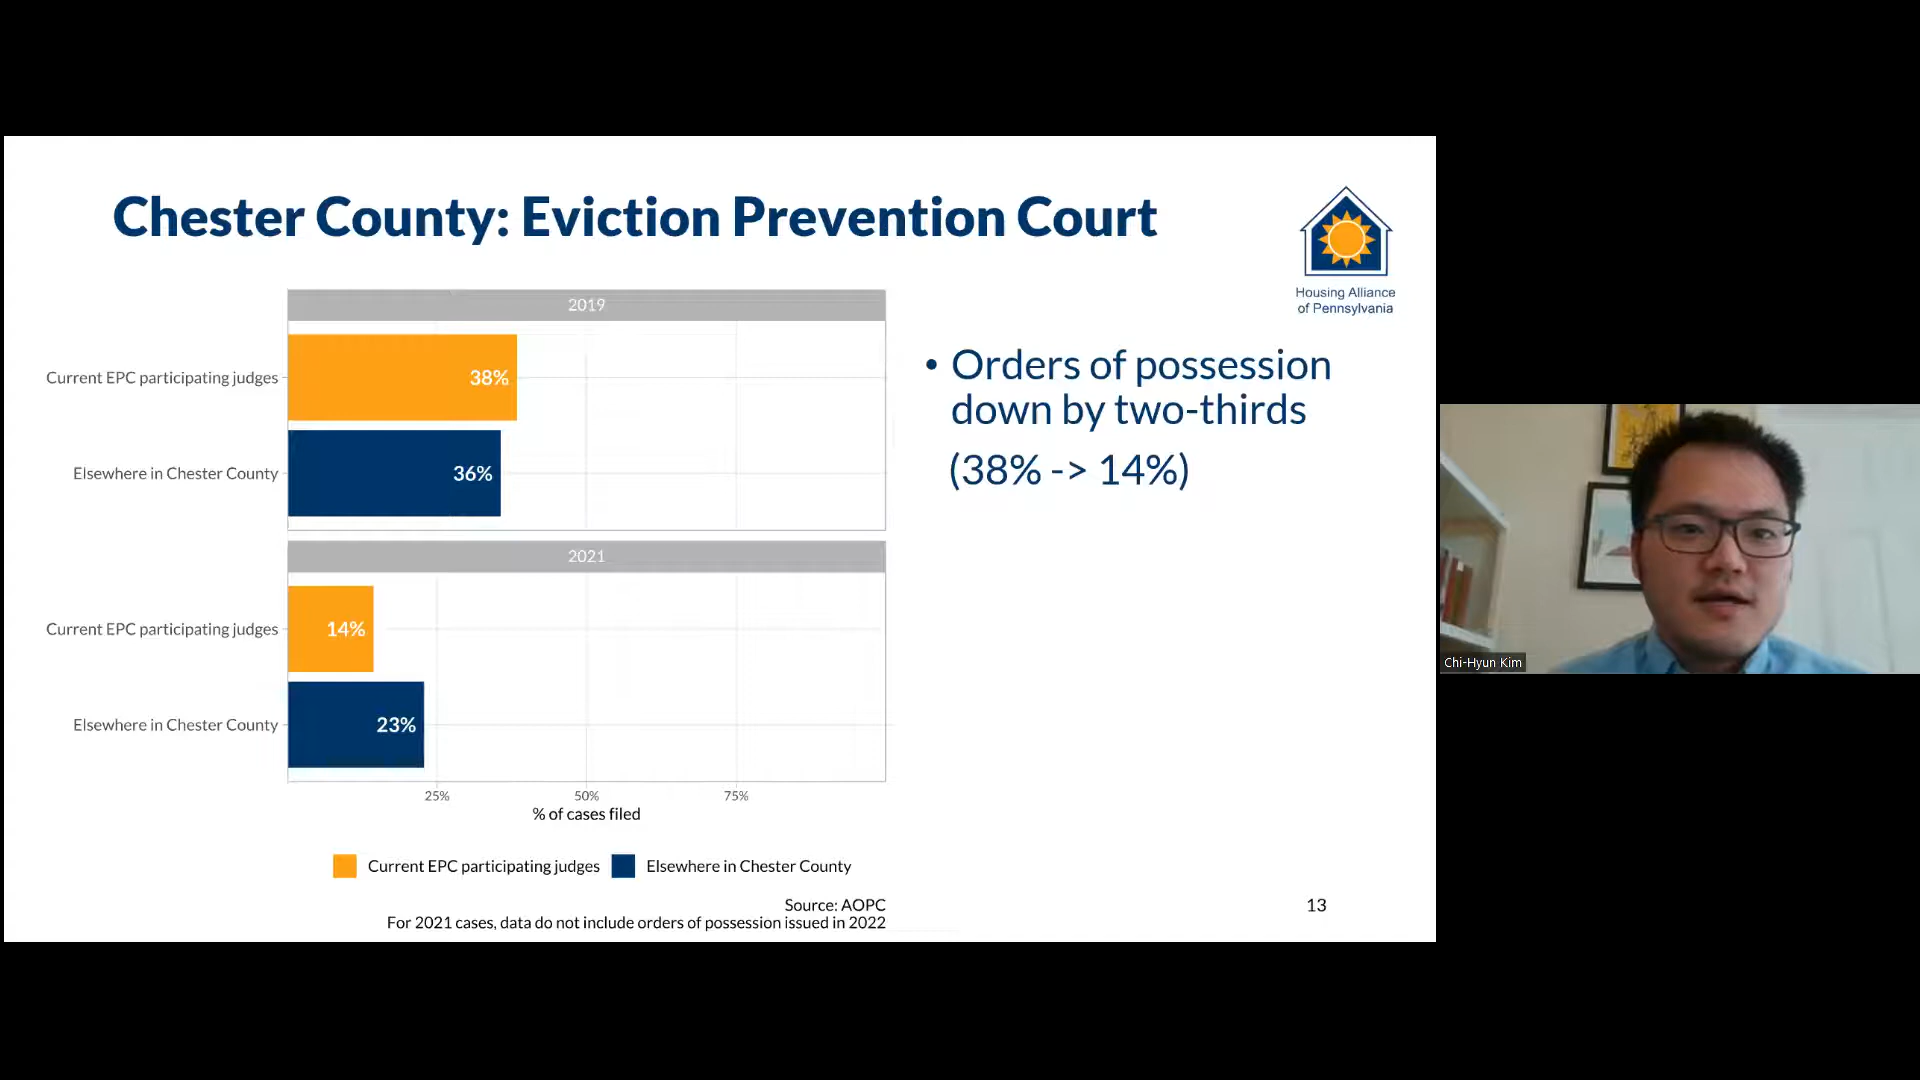 Chester County: Eviction Prevention Court
Housing Alliance
of Pennsylvania
2019
Current EPC participating judges
38%
Elsewhere in Chester County
36%
2021
Current EPC participating judges
14%
Elsewhere in Chester County
23%
25%
50%
75%
% of cases filed
Current EPC participating judges
Elsewhere in Chester County
Source: AOPC
For 2021 cases, data do not include orders of possession issued in 2022
• Orders of possession
down by two-thirds
(38% -> 14%)
13
Chi-Hyun Kim